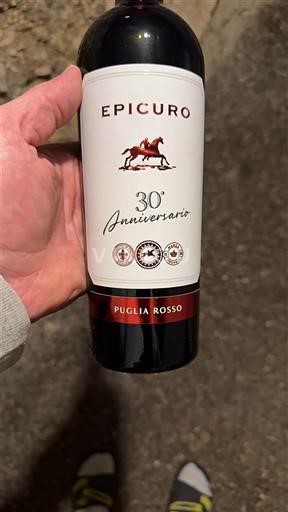 EPICURO
30°
Anniversario
PUGLIA ROSSO